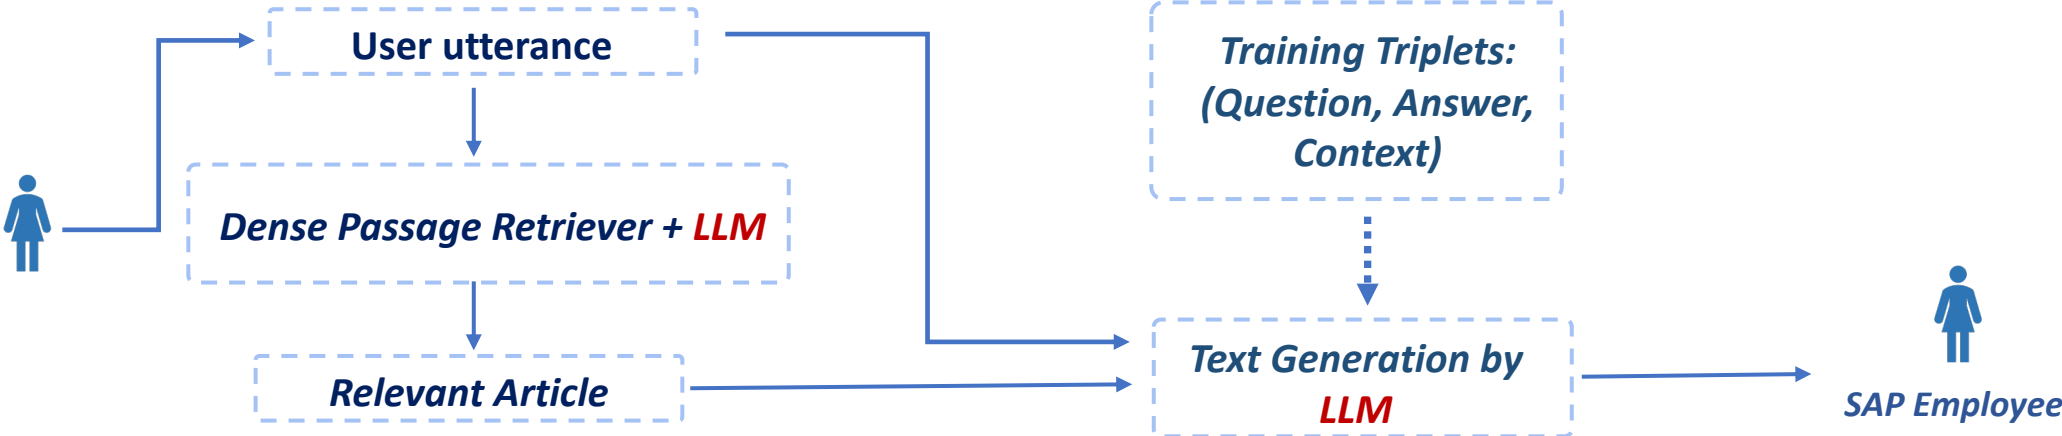 User utterance
Dense Passage Retriever + LLM
Relevant Article
Training Triplets:
(Question, Answer,
Context)
Text Generation by
LLM
SAP Employee